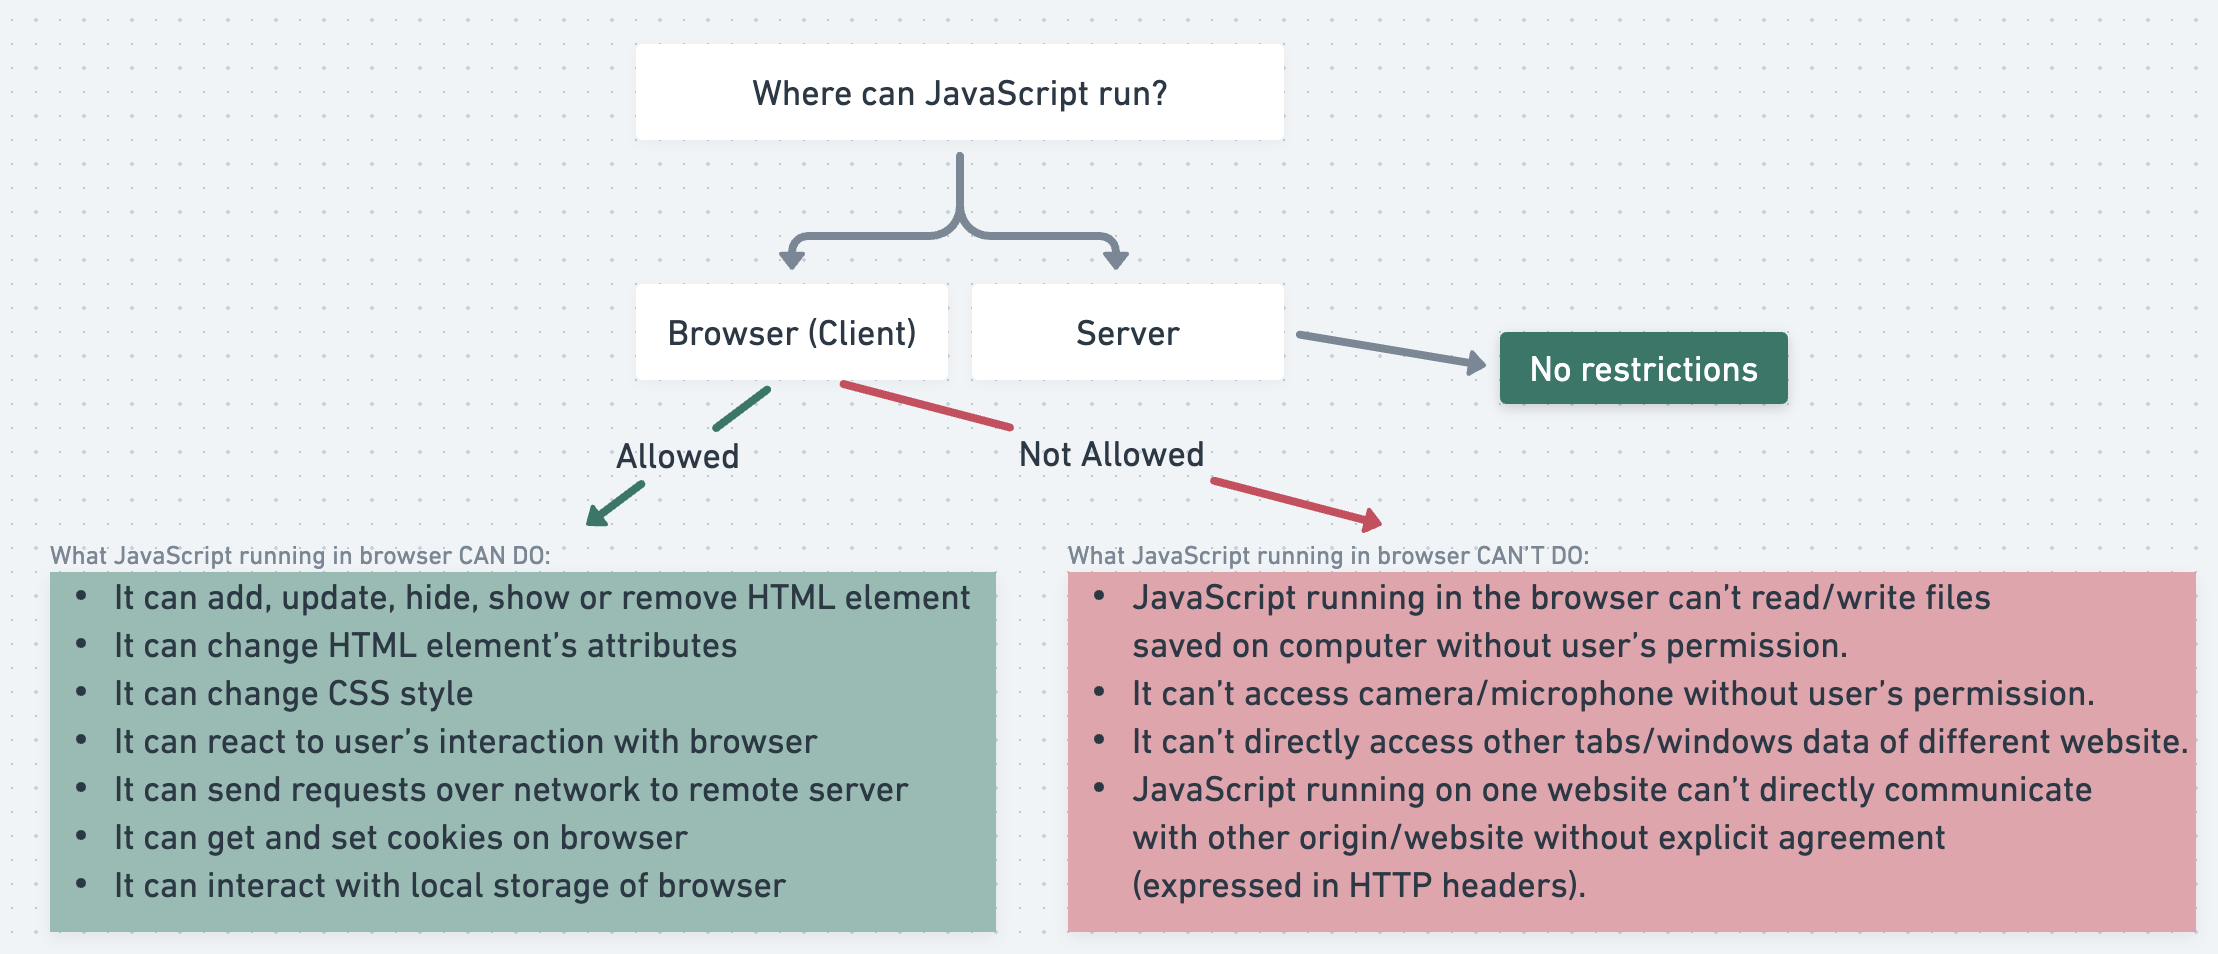 Where can JavaScript run?
Browser (Client)
Server
No restrictions
Allowed
Not Allowed
What JavaScript running in browser CAN DO:
• It can add, update, hide, show or remove HTML element
• It can change HTML element’s attributes
• It can change CSS style
• It can react to user’s interaction with browser
• It can send requests over network to remote server
• It can get and set cookies on browser
• It can interact with local storage of browser
What JavaScript running in browser CAN’T DO:
• JavaScript running in the browser can’t read/write files
saved on computer without user’s permission.
• It can’t access camera/microphone without user’s permission.
• It can’t directly access other tabs/windows data of different website.
• JavaScript running on one website can’t directly communicate
with other origin/website without explicit agreement
(expressed in HTTP headers).